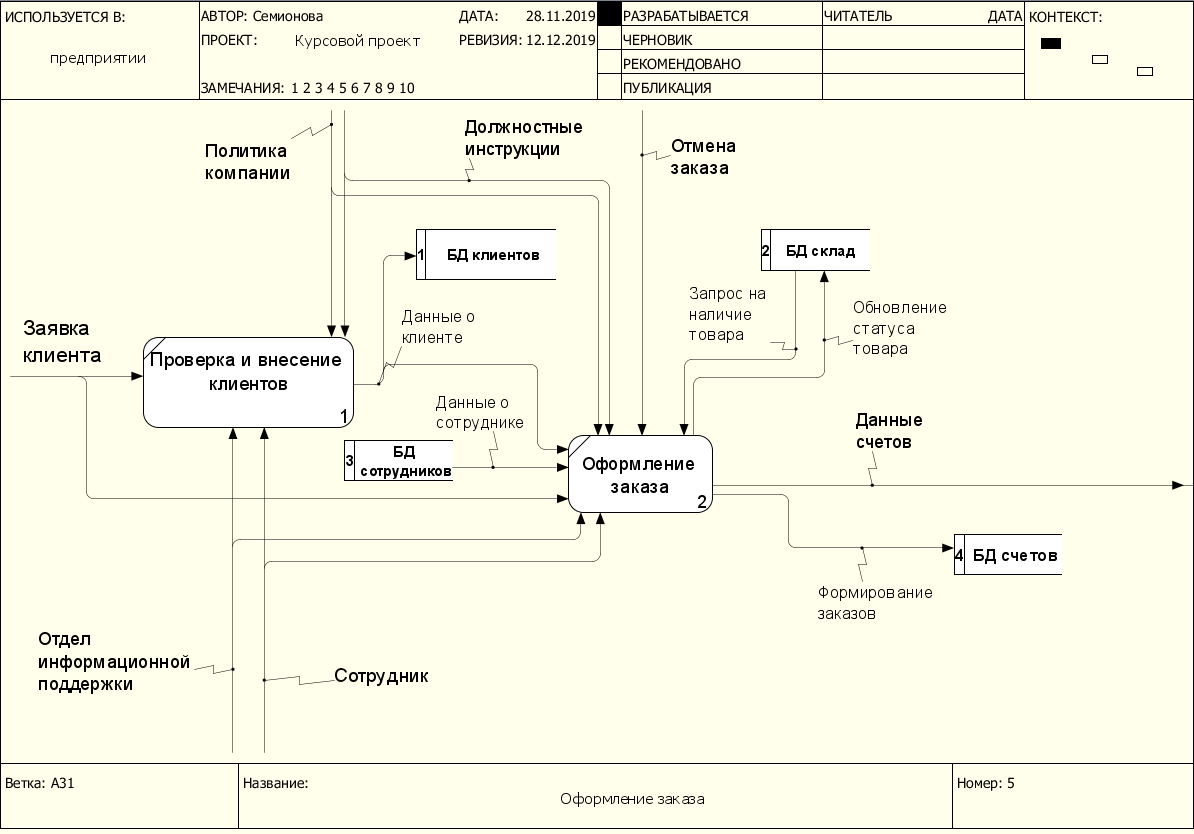 ИСПОЛЬЗУЕТСЯ В:
предприятии
АВТОР: Семионова
ДАТА: 28.11.2019
ПРОЕКТ: Курсовой проект
РЕВИЗИЯ: 12.12.2019
ЗАМЕЧАНИЯ: 1 2 3 4 5 6 7 8 9 10
РАЗРАБАТЫВАЕТСЯ
ЧЕРНОВИК
РЕКОМЕНДОВАНО
ПУБЛИКАЦИЯ
ЧИТАТЕЛЬ
ДАТА
КОНТЕКСТ:
Политика
компании
Должностные
инструкции
Отмена
заказа
1 БД клиентов
2 БД склад
Запрос на
наличие
товара
Обновление
статуса
товара
Заявка
клиента
Данные о
клиенте
Проверка и внесение
клиентов
1
Данные о
сотруднике
3
БД
сотрудников
Оформление
заказа
2
Данные
счетов
4 БД счетов
Формирование
заказов
Отдел
информационной
поддержки
Сотрудник
Ветка: А31
Название:
Оформление заказа
Номер: 5